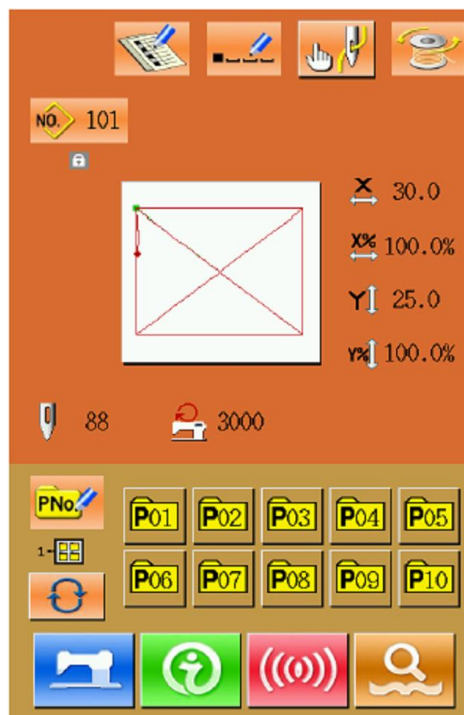 NO. 101
X 30.0
X% 100.0%
Y 25.0
Y% 100.0%
88 3000
PNo.
P01 P02 P03 P04 P05
1-
P06 P07 P08 P09 P10